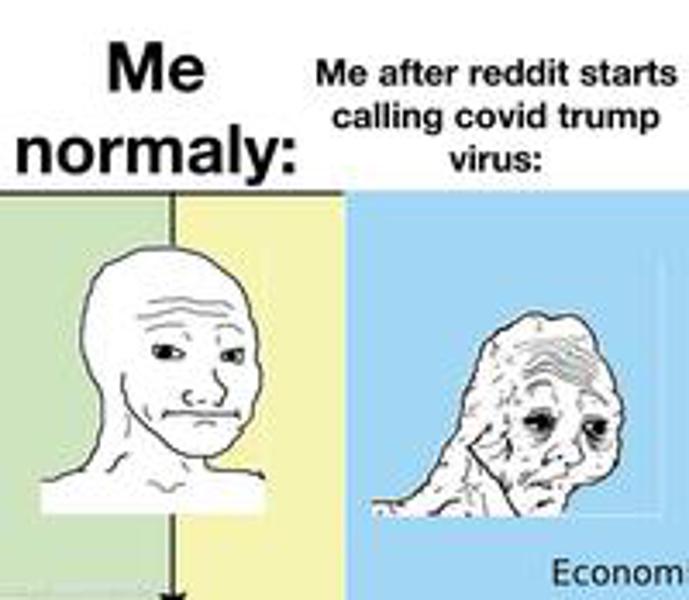 Me
normaly:
Me after reddit starts
calling covid trump
virus:
Econom